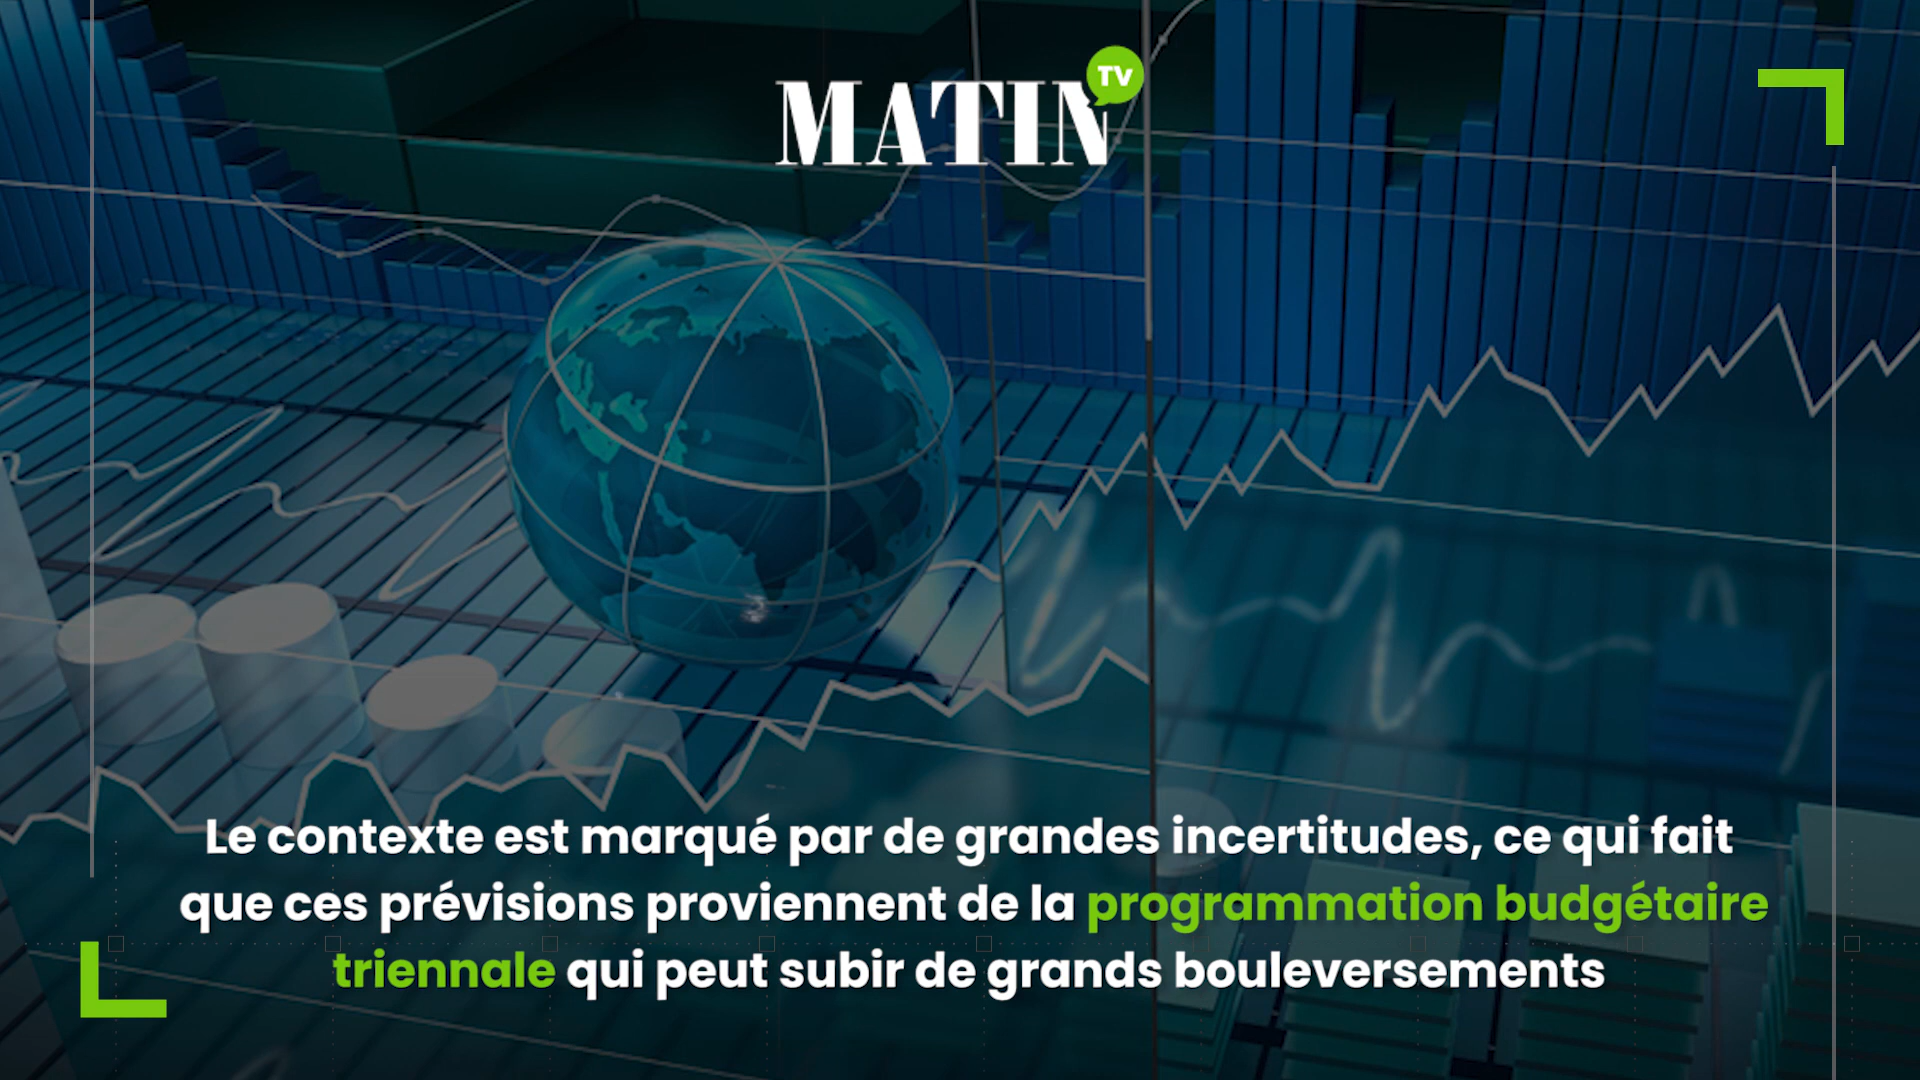 MATIN TV
Le contexte est marqué par de grandes incertitudes, ce qui fait
que ces prévisions proviennent de la programmation budgétaire
triennale qui peut subir de grands bouleversements